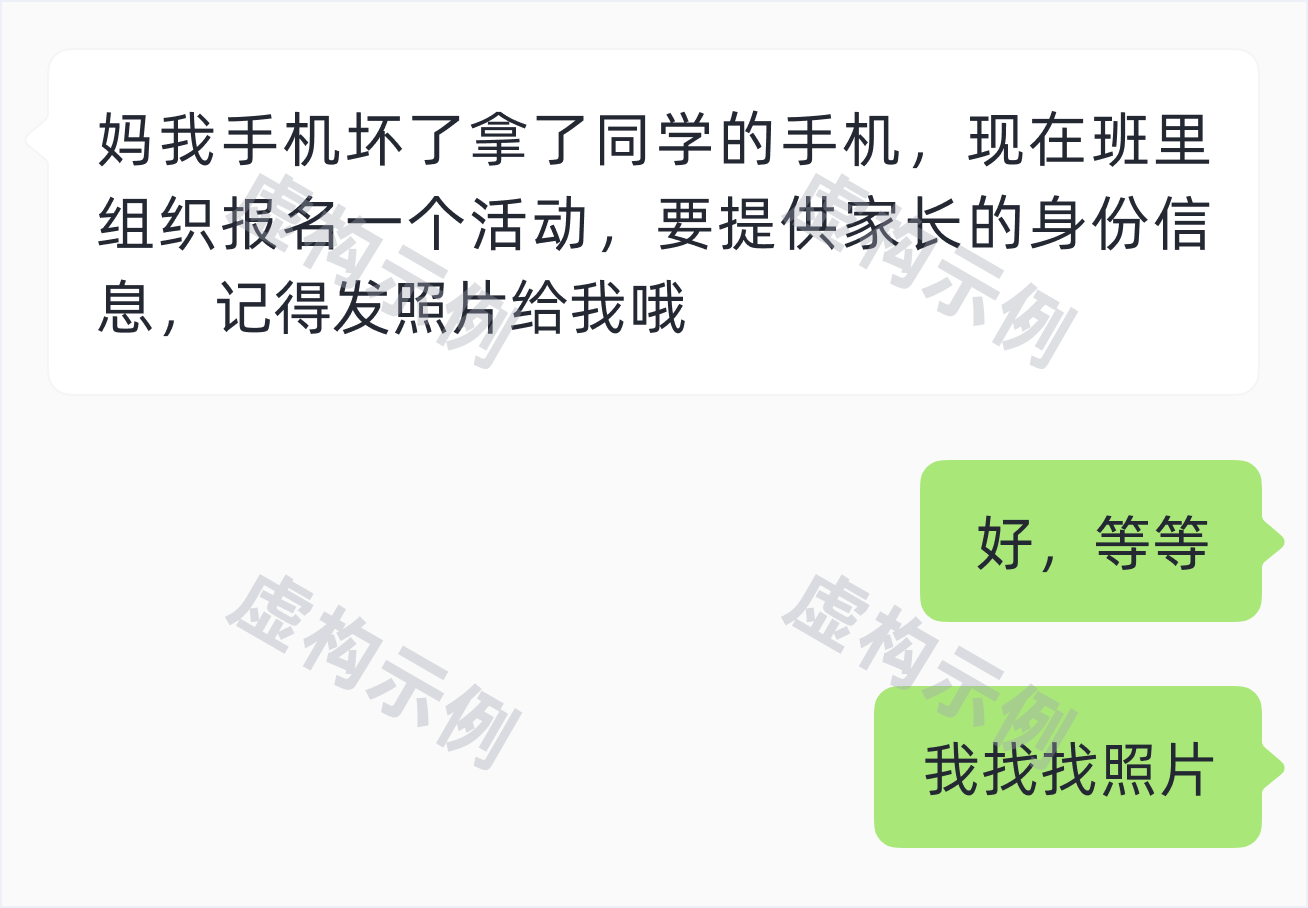 妈我手机坏了拿了同学的手机，现在班里
组织报名一个活动，要提供家长的身份信
息，记得发照片给我哦
好，等等
我找找照片
虚构示例
虚构示例
虚构示例
虚构示例